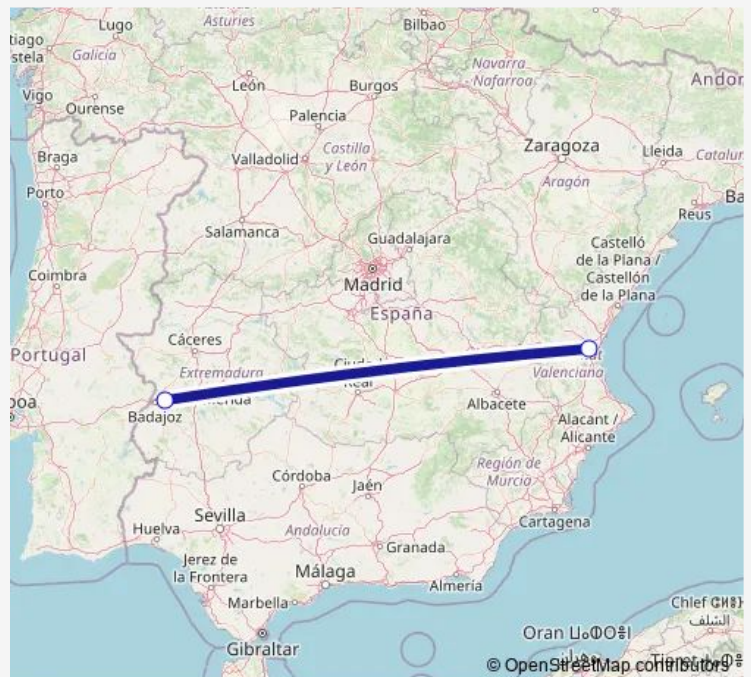 Lugo
Asturies
Bilbao
tiago
stela
Galicia
Navarra
- Nafarroa
Andor
León
Burgos
Vigo
Ourense
Palencia
Castilla
y León
Zaragoza
Braga
Valladolid
Lleida
Catalur
Aragón
Porto
Ba
Reus
Salamanca
Guadalajara
Castelló
de la Plana /
Castellón
de la Plana
Coimbra
Madrid
España
Cáceres
Portugal
Extremadura
Real
Valenciana
Albacete
Badajoz
Alacant /
Alicante
Región de
Murcia
Córdoba
Jaén
Sevilla
Cartagena
Huelva
Andalucía
Granada
Jerez de
la Frontera
Málaga
Almería
Marbella
Chlef
الشلف
Oran
Gibraltar
© OpenStreetMap contributors